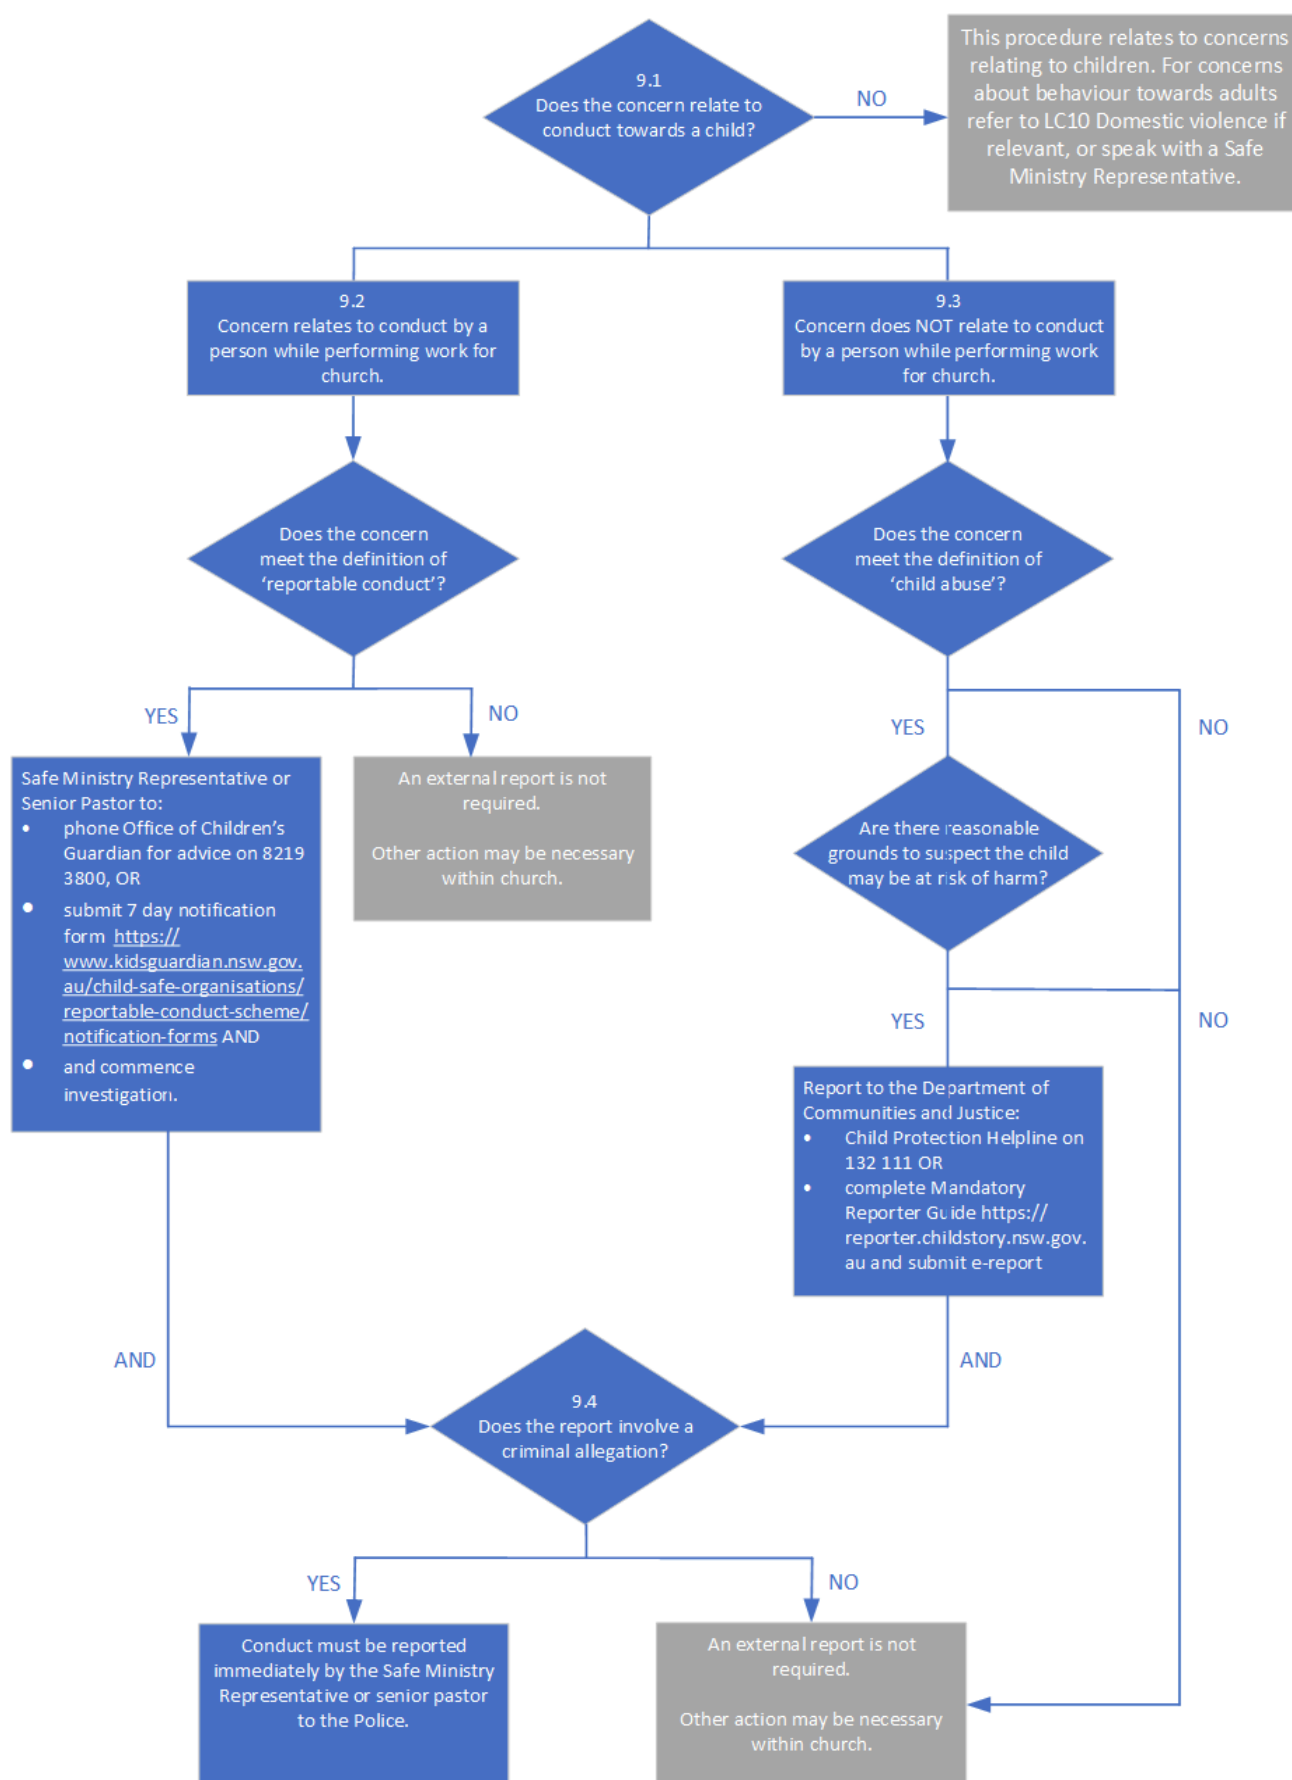 9.1
Does the concern relate to
conduct towards a child?
NO
This procedure relates to concerns
relating to children. For concerns
about behaviour towards adults
refer to LC10 Domestic violence if
relevant, or speak with a Safe
Ministry Representative.
9.2
Concern relates to conduct by a
person while performing work for
church.
9.3
Concern does NOT relate to conduct
by a person while performing work
for church.
Does the concern
meet the definition of
‘reportable conduct’?
Does the concern
meet the definition of
‘child abuse’?
YES
NO
YES
NO
Safe Ministry Representative or
Senior Pastor to:
• phone Office of Children’s
Guardian for advice on 8219
3800, OR
• submit 7 day notification
form https://
www.kidsguardian.nsw.gov.
au/child-safe-organisations/
reportable-conduct-scheme/
notification-forms AND
• and commence
investigation.
An external report is not
required.
Other action may be necessary
within church.
Are there reasonable
grounds to suspect the child
may be at risk of harm?
YES
NO
Report to the Department of
Communities and Justice:
• Child Protection Helpline on
132 111 OR
• complete Mandatory
Reporter Guide https://
reporter.childstory.nsw.gov.
au and submit e-report
AND
AND
9.4
Does the report involve a
criminal allegation?
YES
NO
Conduct must be reported
immediately by the Safe Ministry
Representative or senior pastor
to the Police.
An external report is not
required.
Other action may be necessary
within church.